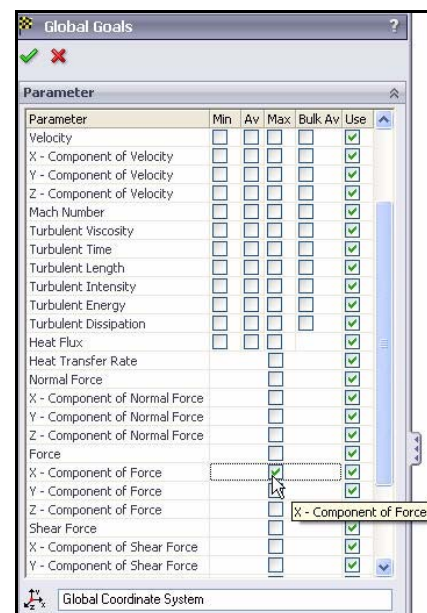 Global Goals ?
Parameter
Parameter Min Av Max Bulk Av Use
Velocity
X - Component of Velocity
Y - Component of Velocity
Z - Component of Velocity
Mach Number
Turbulent Viscosity
Turbulent Time
Turbulent Length
Turbulent Intensity
Turbulent Energy
Turbulent Dissipation
Heat Flux
Heat Transfer Rate
Normal Force
X - Component of Normal Force
Y - Component of Normal Force
Z - Component of Normal Force
Force
X - Component of Force
Y - Component of Force
Z - Component of Force
X - Component of Force
Shear Force
X - Component of Shear Force
Y - Component of Shear Force
Global Coordinate System